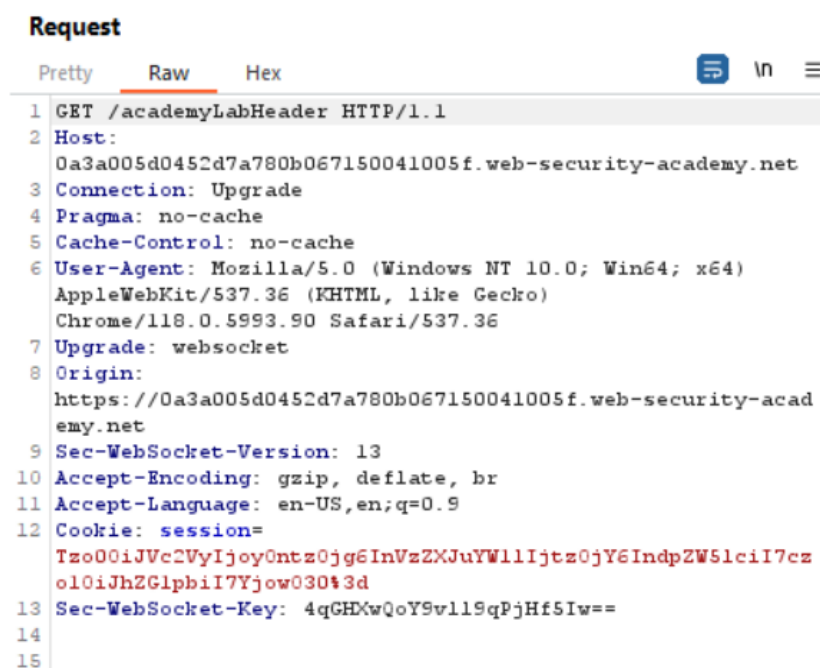 Request
Pretty Raw Hex \n
1 GET /academyLabHeader HTTP/1.1
2 Host:
0a3a005d0452d7a780b067150041005f.web-security-academy.net
3 Connection: Upgrade
4 Pragma: no-cache
5 Cache-Control: no-cache
6 User-Agent: Mozilla/5.0 (Windows NT 10.0; Win64; x64)
AppleWebKit/537.36 (KHTML, like Gecko)
Chrome/118.0.5993.90 Safari/537.36
7 Upgrade: websocket
8 Origin:
https://0a3a005d0452d7a780b067150041005f.web-security-acad
emy.net
9 Sec-WebSocket-Version: 13
10 Accept-Encoding: gzip, deflate, br
11 Accept-Language: en-US,en;q=0.9
12 Cookie: session=
Tzo0OiJVc2VyIjoyOntzOjg6InVzZXJuYW1lIjtzOjY6IndpZW5lciI7cz
o1OiJhZG1pbiI7YjowO30%3d
13 Sec-WebSocket-Key: 4qGHXwQoY9vll9qPjHf5Iw==
14
15